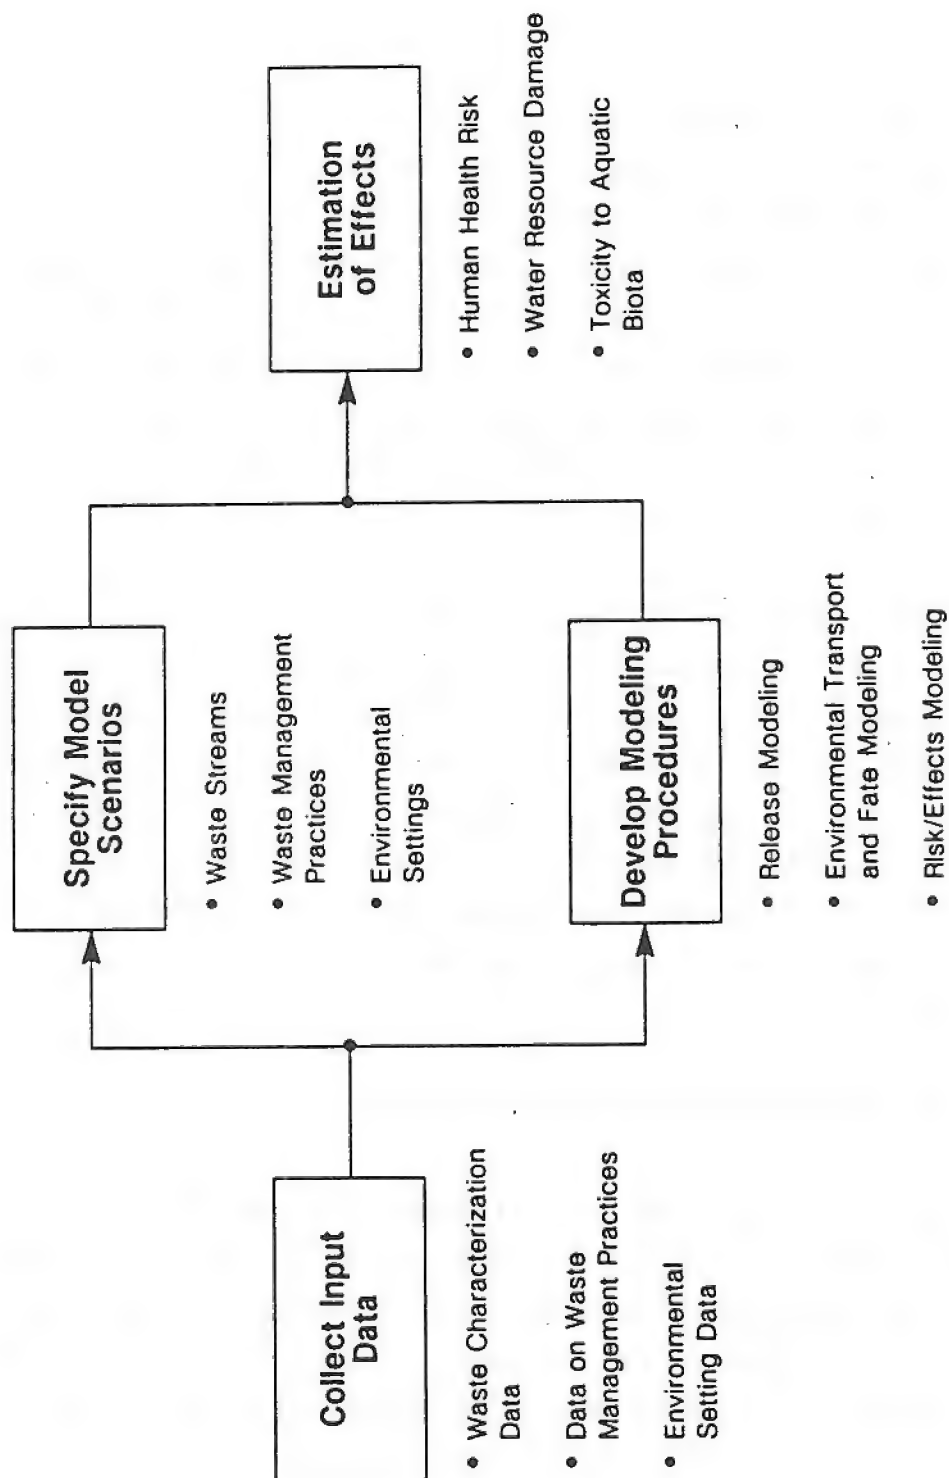 Collect Input
Data
• Waste Characterization
Data
• Data on Waste
Management Practices
• Environmental
Setting Data
Specify Model
Scenarios
• Waste Streams
• Waste Management
Practices
• Environmental
Settings
Develop Modeling
Procedures
• Release Modeling
• Environmental Transport
and Fate Modeling
• Risk/Effects Modeling
Estimation
of Effects
• Human Health Risk
• Water Resource Damage
• Toxicity to Aquatic
Biota